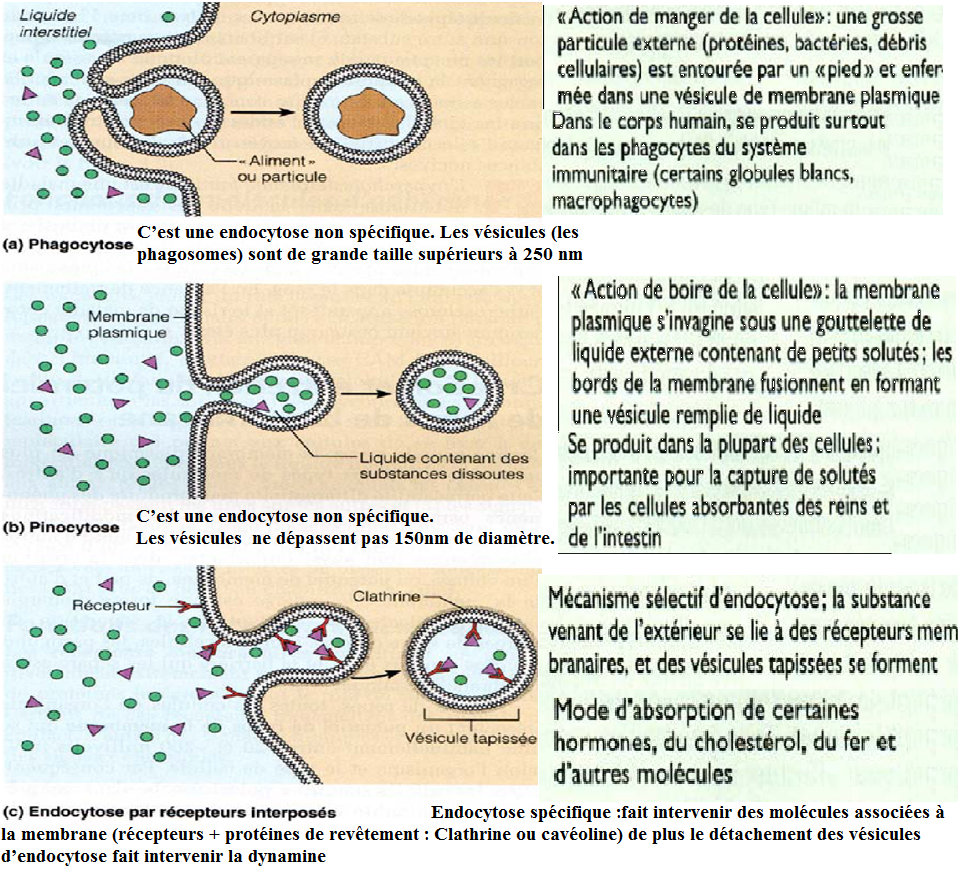 Liquide
interstitiel
Cytoplasme
«Aliment»
ou particule
«Action de manger de la cellule»: une grosse
particule externe (protéines, bactéries, débris
cellulaires) est entourée par un «pied» et enfer-
mée dans une vésicule de membrane plasmique
Dans le corps humain, se produit surtout
dans les phagocytes du système
immunitaire (certains globules blancs,
macrophagocytes)
(a) Phagocytose
C’est une endocytose non spécifique. Les vésicules (les
phagosomes) sont de grande taille supérieurs à 250 nm
Membrane
plasmique
Liquide contenant des
substances dissoutes
«Action de boire de la cellule»: la membrane
plasmique s’invagine sous une gouttelette de
liquide externe contenant de petits solutés; les
bords de la membrane fusionnent en formant
une vésicule remplie de liquide
Se produit dans la plupart des cellules;
importante pour la capture de solutés
par les cellules absorbantes des reins et
de l’intestin
(b) Pinocytose
C’est une endocytose non spécifique.
Les vésicules ne dépassent pas 150nm de diamètre.
Récepteur
Clathrine
Vésicule tapissée
Mécanisme sélectif d’endocytose; la substance
venant de l’extérieur se lie à des récepteurs mem
branaires, et des vésicules tapissées se forment
Mode d’absorption de certaines
hormones, du cholestérol, du fer et
d’autres molécules
(c) Endocytose par récepteurs interposés
Endocytose spécifique :fait intervenir des molécules associées à
la membrane (récepteurs + protéines de revêtement : Clathrine ou cavéoline) de plus le détachement des vésicules
d’endocytose fait intervenir la dynamine